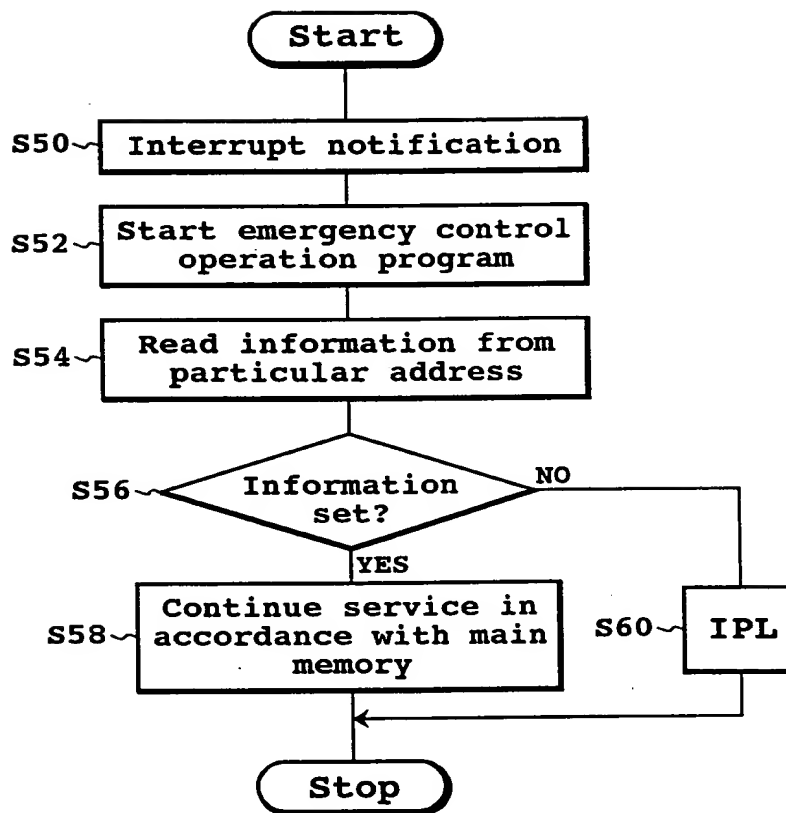 Start
S50
Interrupt notification
S52
Start emergency control
operation program
S54
Read information from
particular address
S56
Information
set?
NO
YES
S58
Continue service in
accordance with main
memory
S60
IPL
Stop